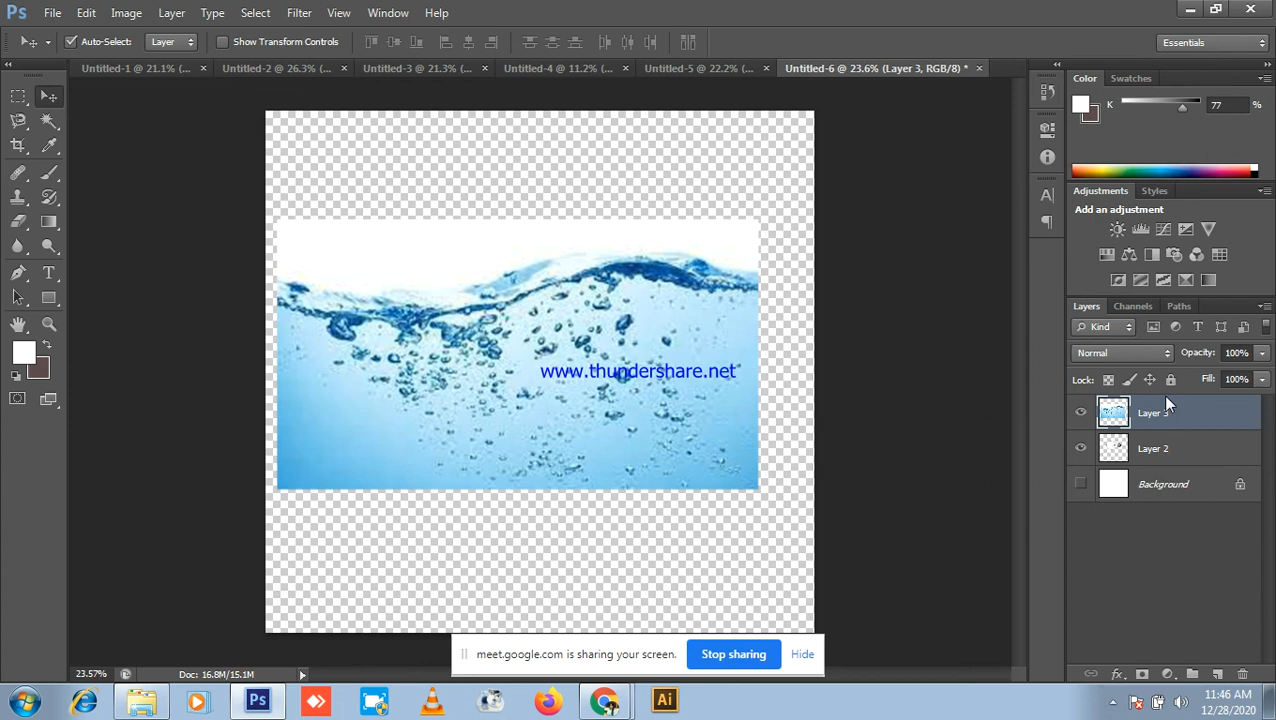 Ps File Edit Image Layer Type Select Filter View Window Help
Auto-Select: Layer Show Transform Controls Essentials
Untitled-1 @ 21.1% (... × Untitled-2 @ 26.3% (... × Untitled-3 @ 21.3% (... × Untitled-4 @ 11.2% (... × Untitled-5 @ 22.2% (... × Untitled-6 @ 23.6% (Layer 3, RGB/8) * ×
Color Swatches
K 77 %
Adjustments Styles
Add an adjustment
Layers Channels Paths
Kind
Normal Opacity: 100%
Lock: Fill: 100%
Layer
Layer 2
Background
www.thundershare.net
meet.google.com is sharing your screen. Stop sharing Hide
23.57% Doc: 16.8M/15.1M
Ps Ai
11:46 AM
12/28/2020